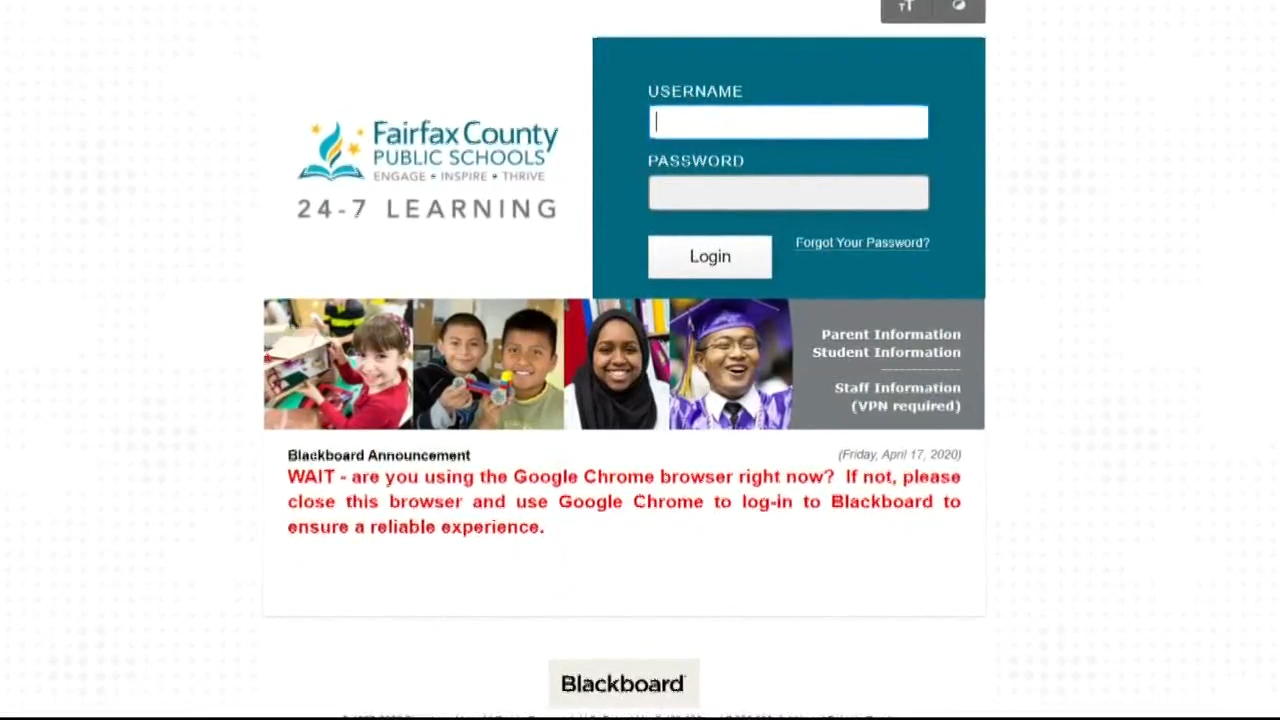 USERNAME
PASSWORD
Fairfax County
PUBLIC SCHOOLS
ENGAGE • INSPIRE • THRIVE
24-7 LEARNING
Login
Forgot Your Password?
Parent Information
Student Information
Staff Information
(VPN required)
Blackboard Announcement
(Friday, April 17, 2020)
WAIT - are you using the Google Chrome browser right now? If not, please
close this browser and use Google Chrome to log-in to Blackboard to
ensure a reliable experience.
Blackboard